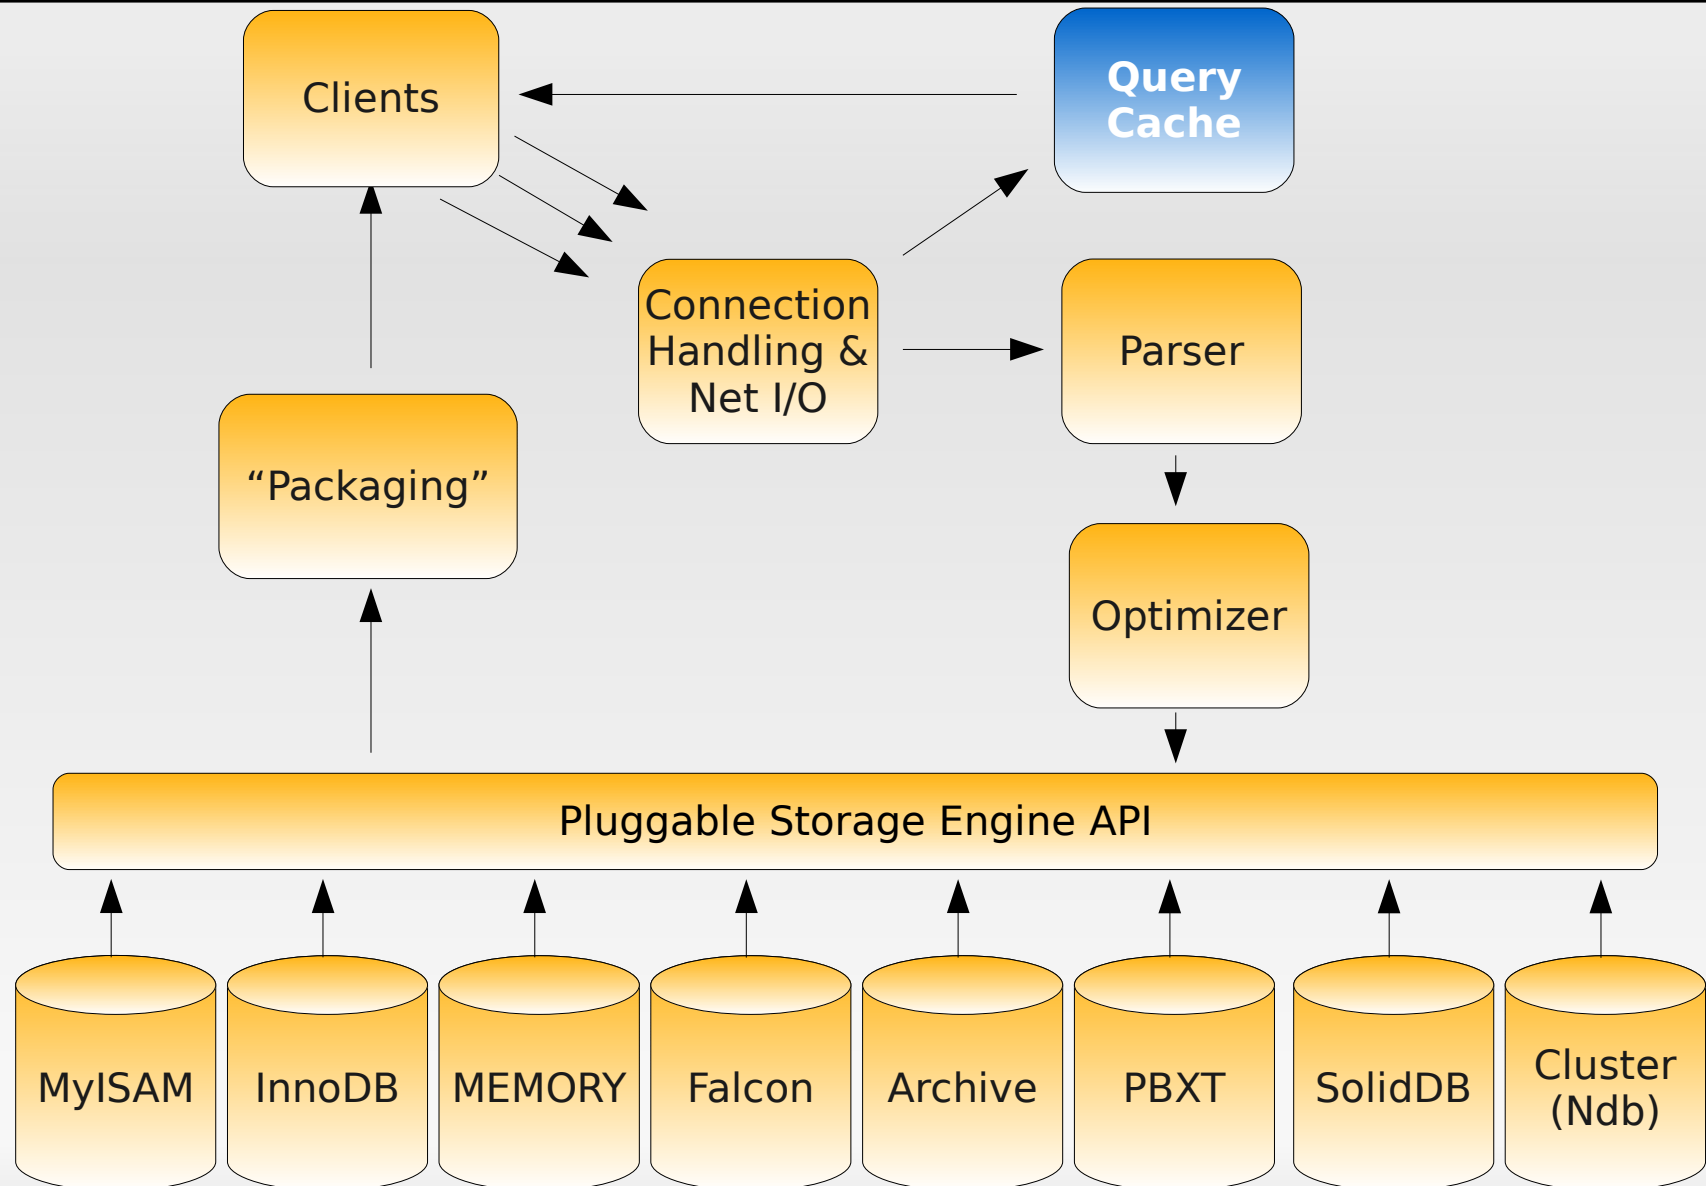 Clients
Query
Cache
Connection
Handling &
Net I/O
Parser
“Packaging”
Optimizer
Pluggable Storage Engine API
MyISAM
InnoDB
MEMORY
Falcon
Archive
PBXT
SolidDB
Cluster
(Ndb)